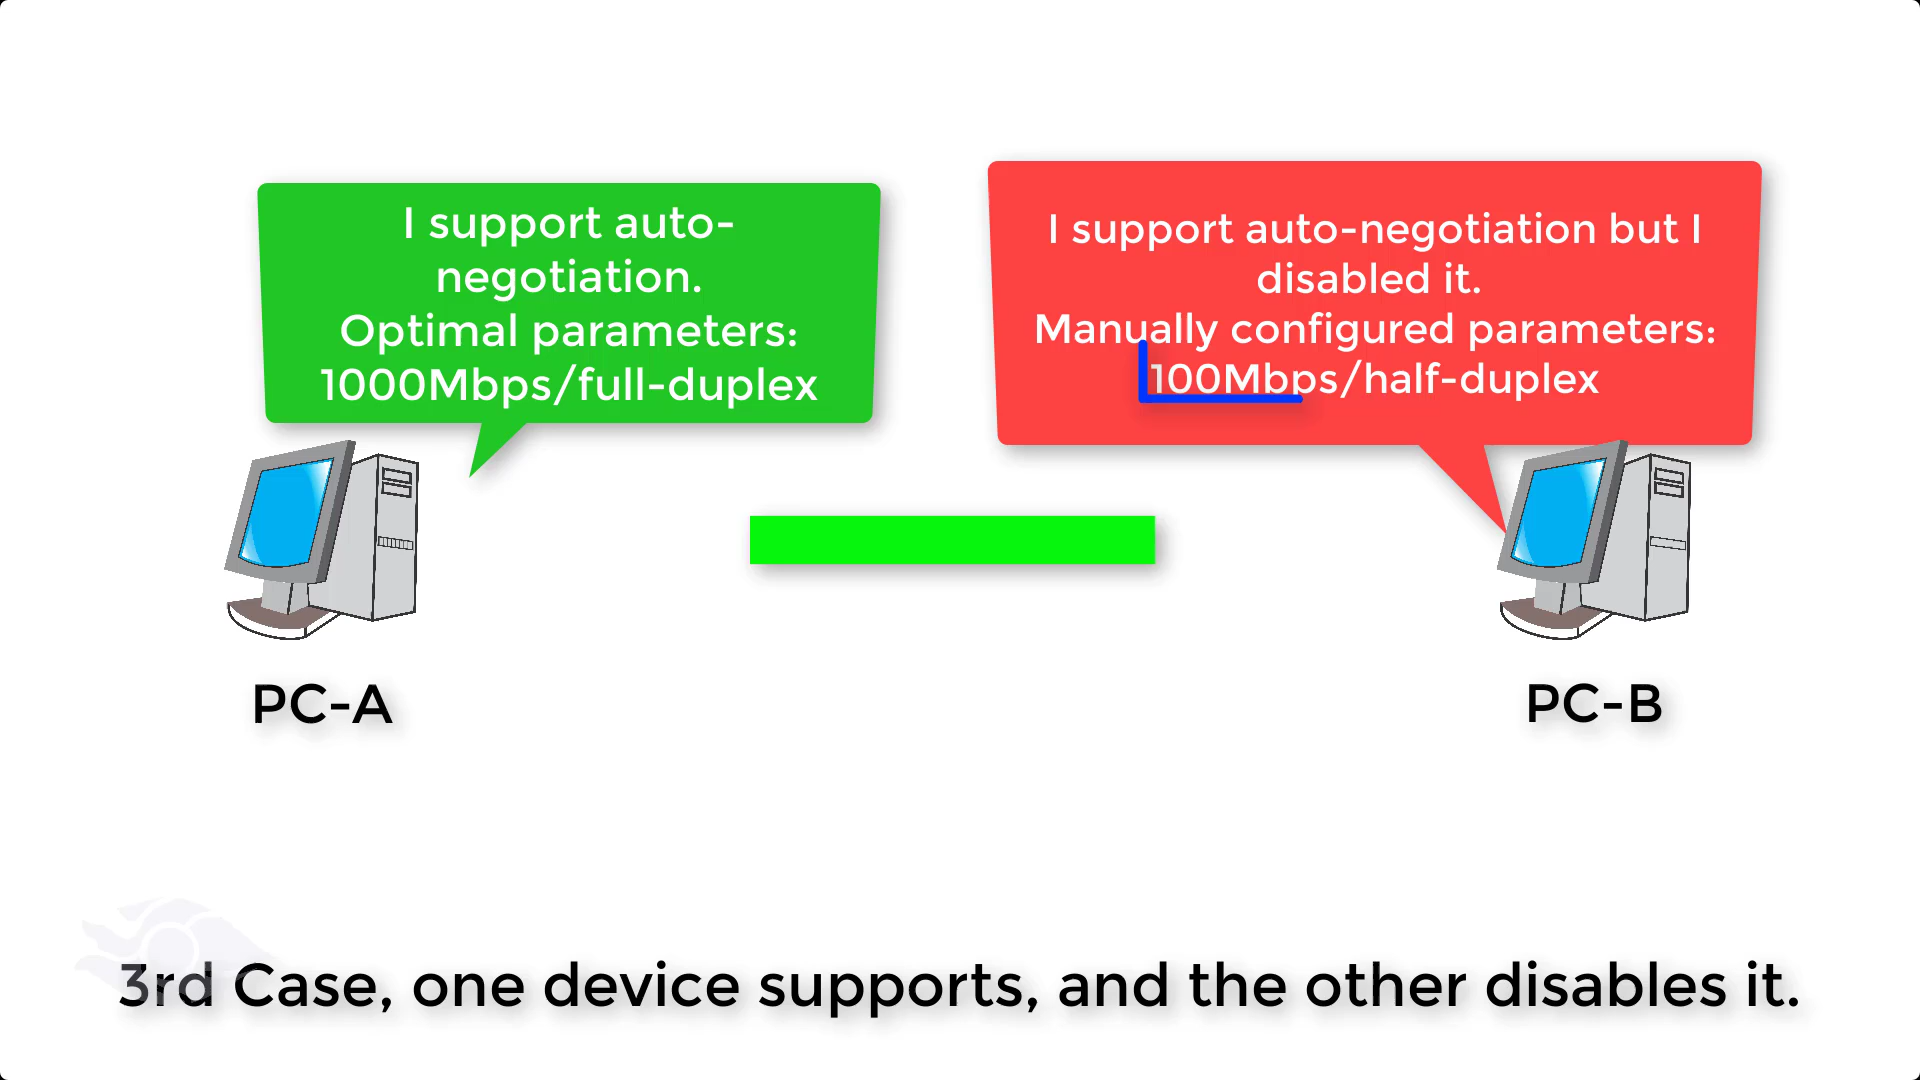 I support auto-
negotiation.
Optimal parameters:
1000Mbps/full-duplex
I support auto-negotiation but I
disabled it.
Manually configured parameters:
100Mbps/half-duplex
PC-A
PC-B
3rd Case, one device supports, and the other disables it.